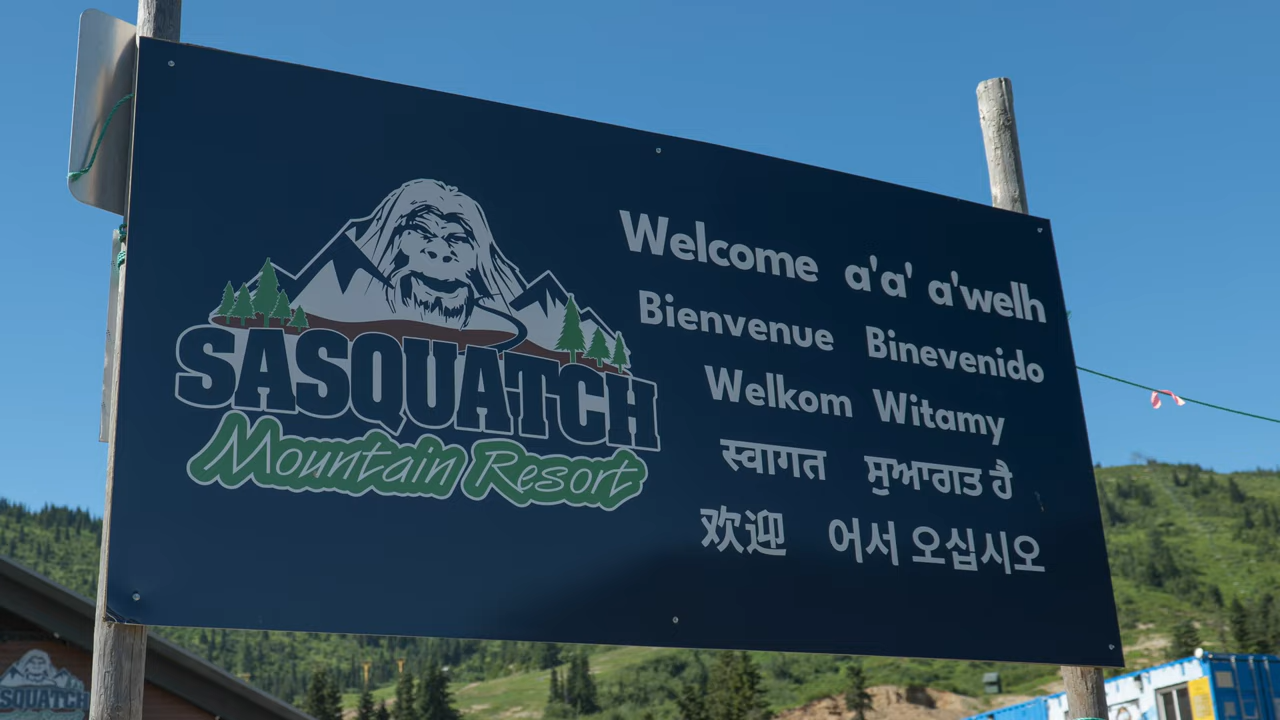 SASQUATCH
Mountain Resort
Welcome a'a' a'welh
Bienvenue Binevenido
Welkom Witamy
स्वागत ਸੁਆਗਤ ਹੈ
欢迎 어서 오십시오
SQUATCH